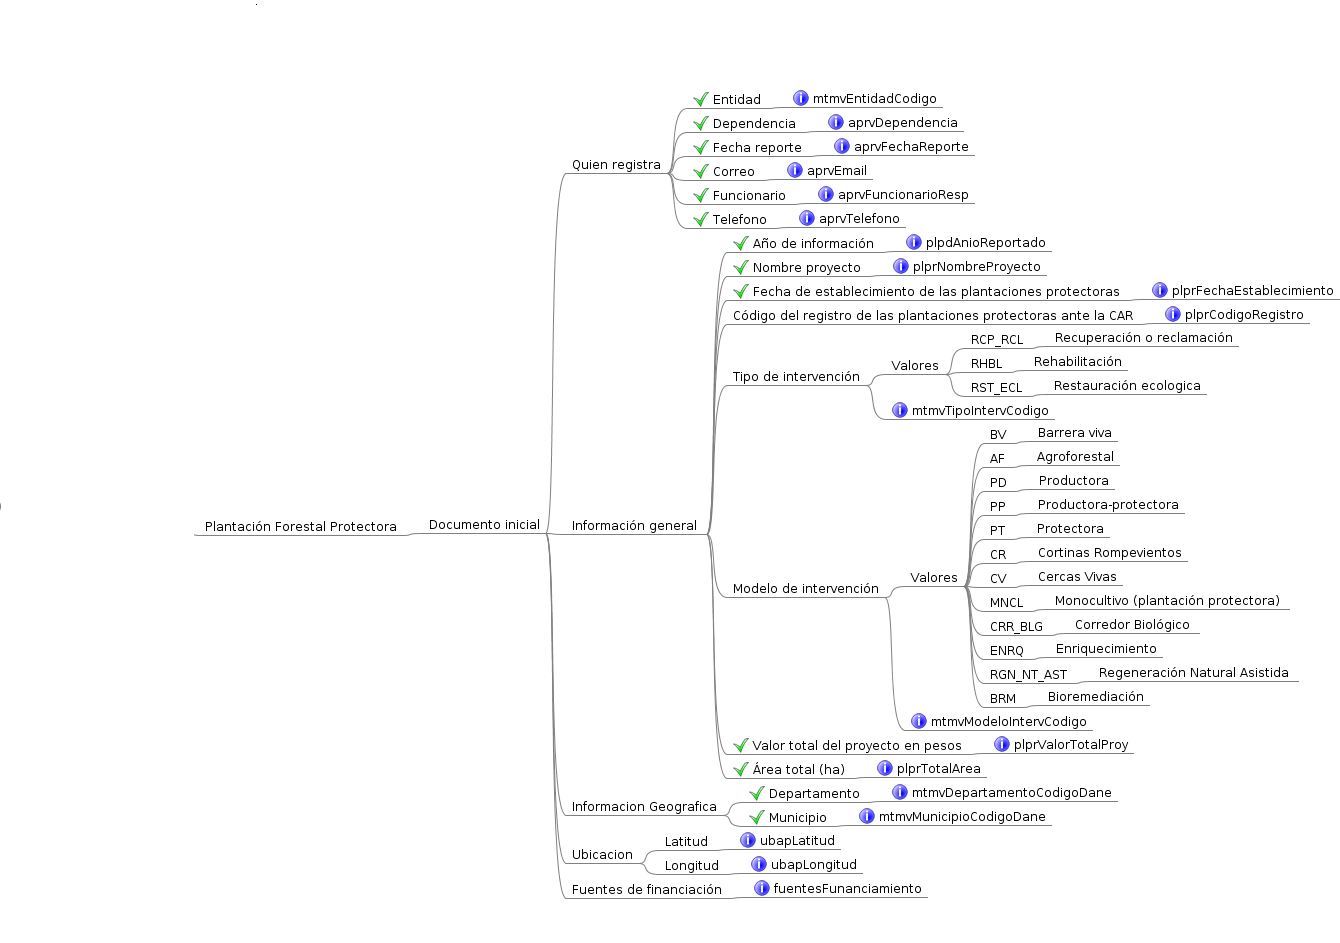 Plantación Forestal Protectora
Documento inicial
Quien registra
Entidad mtmvEntidadCodigo
Dependencia aprvDependencia
Fecha reporte aprvFechaReporte
Correo aprvEmail
Funcionario aprvFuncionarioResp
Telefono aprvTelefono
Información general
Año de información plpdAnioReportado
Nombre proyecto plprNombreProyecto
Fecha de establecimiento de las plantaciones protectoras plprFechaEstablecimiento
Código del registro de las plantaciones protectoras ante la CAR plprCodigoRegistro
Tipo de intervención
Valores
RCP_RCL Recuperación o reclamación
RHBL Rehabilitación
RST_ECL Restauración ecologica
mtmvTipoIntervCodigo
Modelo de intervención
Valores
BV Barrera viva
AF Agroforestal
PD Productora
PP Productora-protectora
PT Protectora
CR Cortinas Rompevientos
CV Cercas Vivas
MNCL Monocultivo (plantación protectora)
CRR_BLG Corredor Biológico
ENRQ Enriquecimiento
RGN_NT_AST Regeneración Natural Asistida
BRM Bioremediación
mtmvModeloIntervCodigo
Valor total del proyecto en pesos plprValorTotalProy
Área total (ha) plprTotalArea
Informacion Geografica
Departamento mtmvDepartamentoCodigoDane
Municipio mtmvMunicipioCodigoDane
Ubicacion
Latitud ubapLatitud
Longitud ubapLongitud
Fuentes de financiación fuentesFunanciamiento